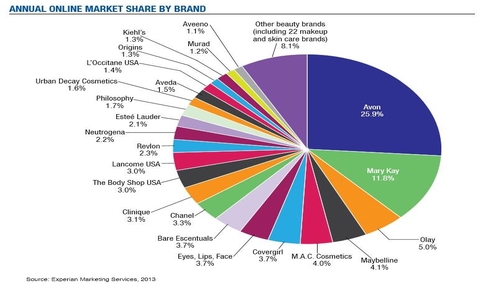 ANNUAL ONLINE MARKET SHARE BY BRAND
Aveeno
1.1%
Other beauty brands
(including 22 makeup
and skin care brands)
8.1%
Avon
25.9%
Mary Kay
11.8%
Olay
5.0%
Maybelline
4.1%
M.A.C. Cosmetics
4.0%
Covergirl
3.7%
Eyes, Lips, Face
3.7%
Bare Escentuals
3.7%
Chanel
3.3%
Clinique
3.1%
The Body Shop USA
3.0%
Lancome USA
3.0%
Revlon
2.3%
Neutrogena
2.2%
Esteé Lauder
2.1%
Philosophy
1.7%
Urban Decay Cosmetics
1.6%
Aveda
1.5%
L'Occitane USA
1.4%
Origins
1.3%
Kiehl's
1.3%
Murad
1.2%
Source: Experian Marketing Services, 2013